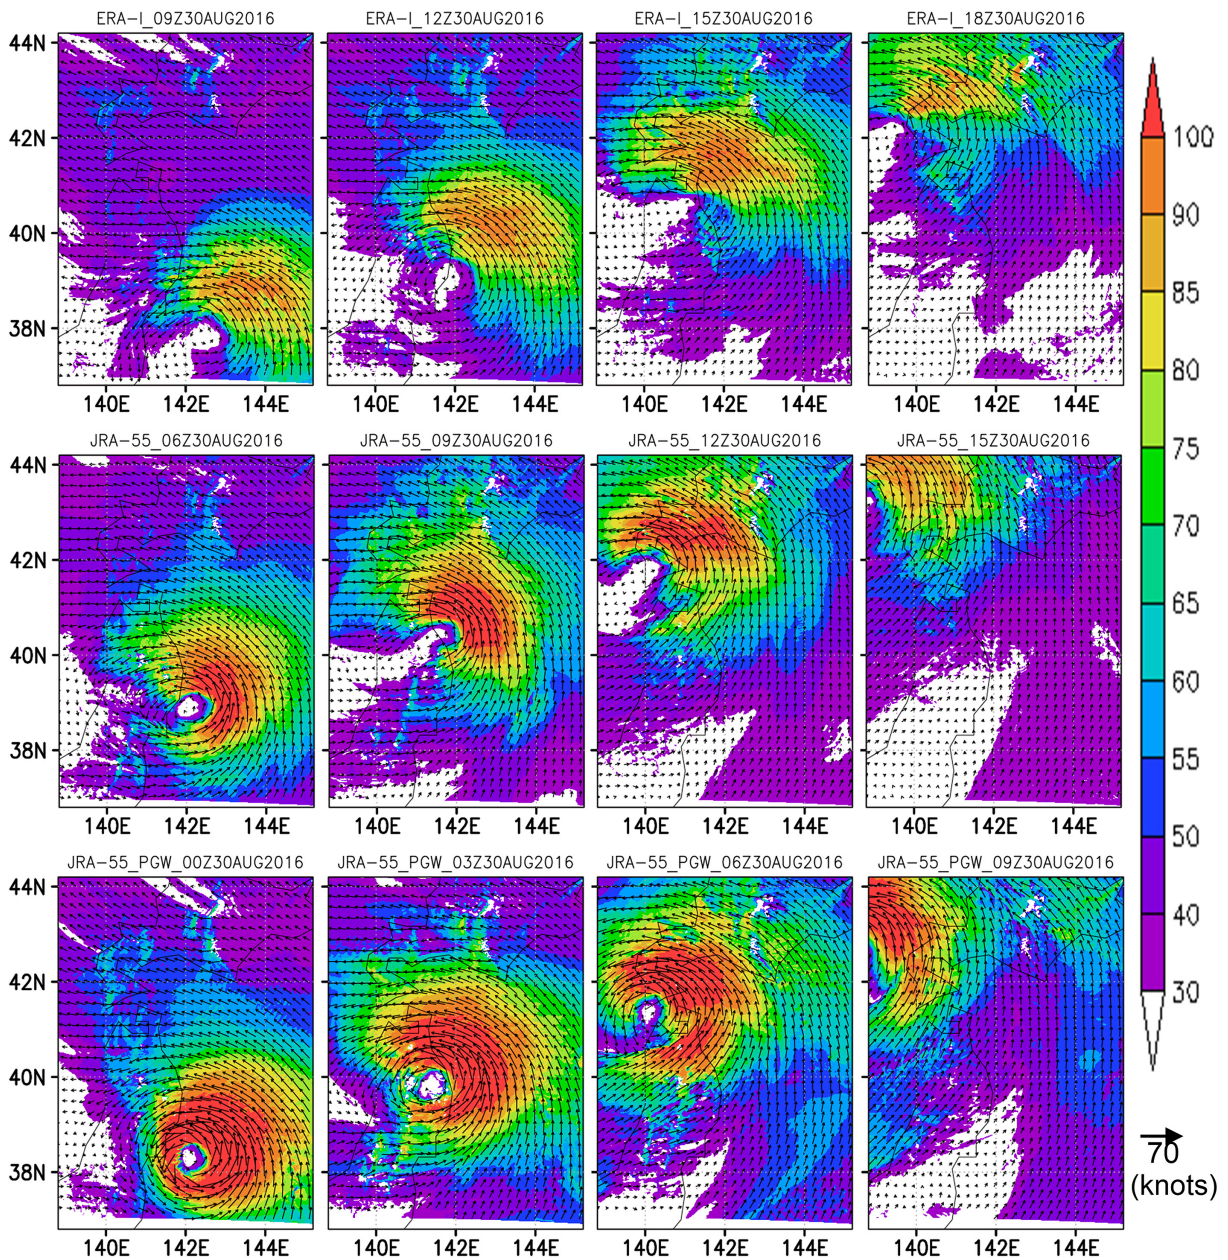 ERA-I_09Z30AUG2016 ERA-I_12Z30AUG2016 ERA-I_15Z30AUG2016 ERA-I_18Z30AUG2016
44N
42N
40N
38N
140E 142E 144E 140E 142E 144E 140E 142E 144E 140E 142E 144E
JRA-55_06Z30AUG2016 JRA-55_09Z30AUG2016 JRA-55_12Z30AUG2016 JRA-55_15Z30AUG2016
44N
42N
40N
38N
140E 142E 144E 140E 142E 144E 140E 142E 144E 140E 142E 144E
JRA-55_PGW_00Z30AUG2016 JRA-55_PGW_03Z30AUG2016 JRA-55_PGW_06Z30AUG2016 JRA-55_PGW_09Z30AUG2016
44N
42N
40N
38N
140E 142E 144E 140E 142E 144E 140E 142E 144E 140E 142E 144E
100
90
85
80
75
70
65
60
55
50
40
30
70
(knots)